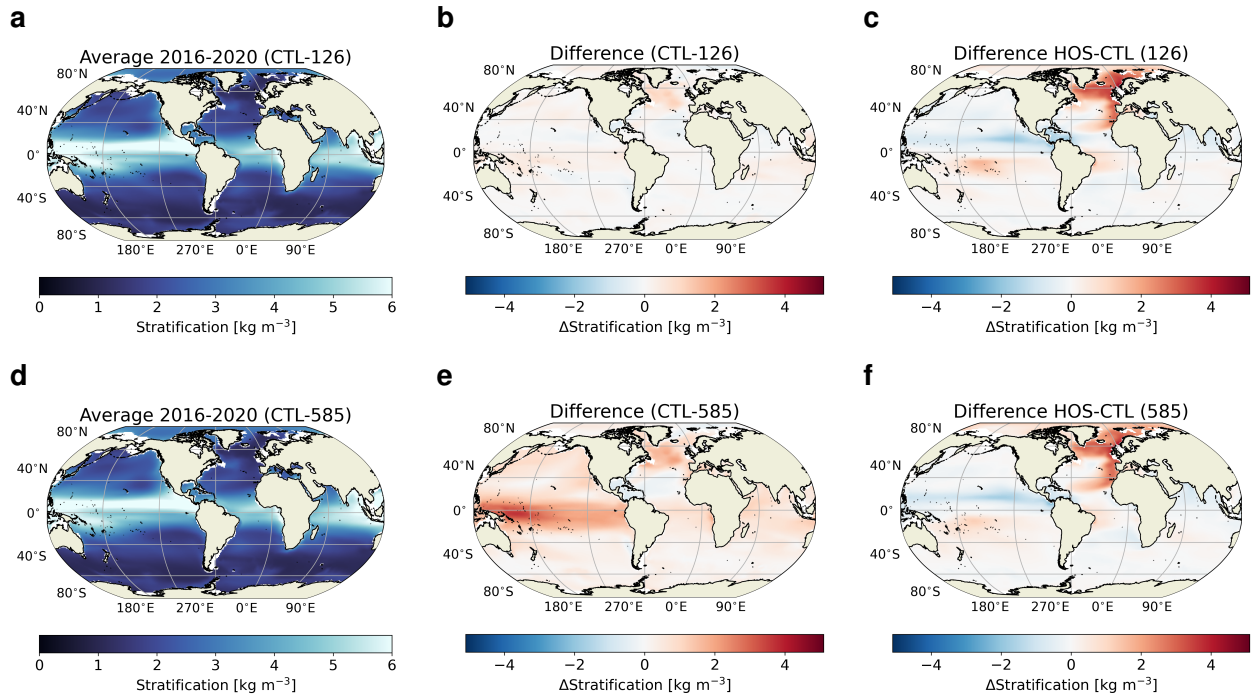 a
b
c
Average 2016-2020 (CTL-126)
Difference (CTL-126)
Difference HOS-CTL (126)
80°N
40°N
0°
40°S
80°S
180°E 270°E 0°E 90°E
80°N
40°N
0°
40°S
80°S
180°E 270°E 0°E 90°E
80°N
40°N
0°
40°S
80°S
180°E 270°E 0°E 90°E
0 1 2 3 4 5 6
Stratification [kg m⁻³]
−4 −2 0 2 4
ΔStratification [kg m⁻³]
−4 −2 0 2 4
ΔStratification [kg m⁻³]
d
e
f
Average 2016-2020 (CTL-585)
Difference (CTL-585)
Difference HOS-CTL (585)
80°N
40°N
0°
40°S
80°S
180°E 270°E 0°E 90°E
80°N
40°N
0°
40°S
80°S
180°E 270°E 0°E 90°E
80°N
40°N
0°
40°S
80°S
180°E 270°E 0°E 90°E
0 1 2 3 4 5 6
Stratification [kg m⁻³]
−4 −2 0 2 4
ΔStratification [kg m⁻³]
−4 −2 0 2 4
ΔStratification [kg m⁻³]